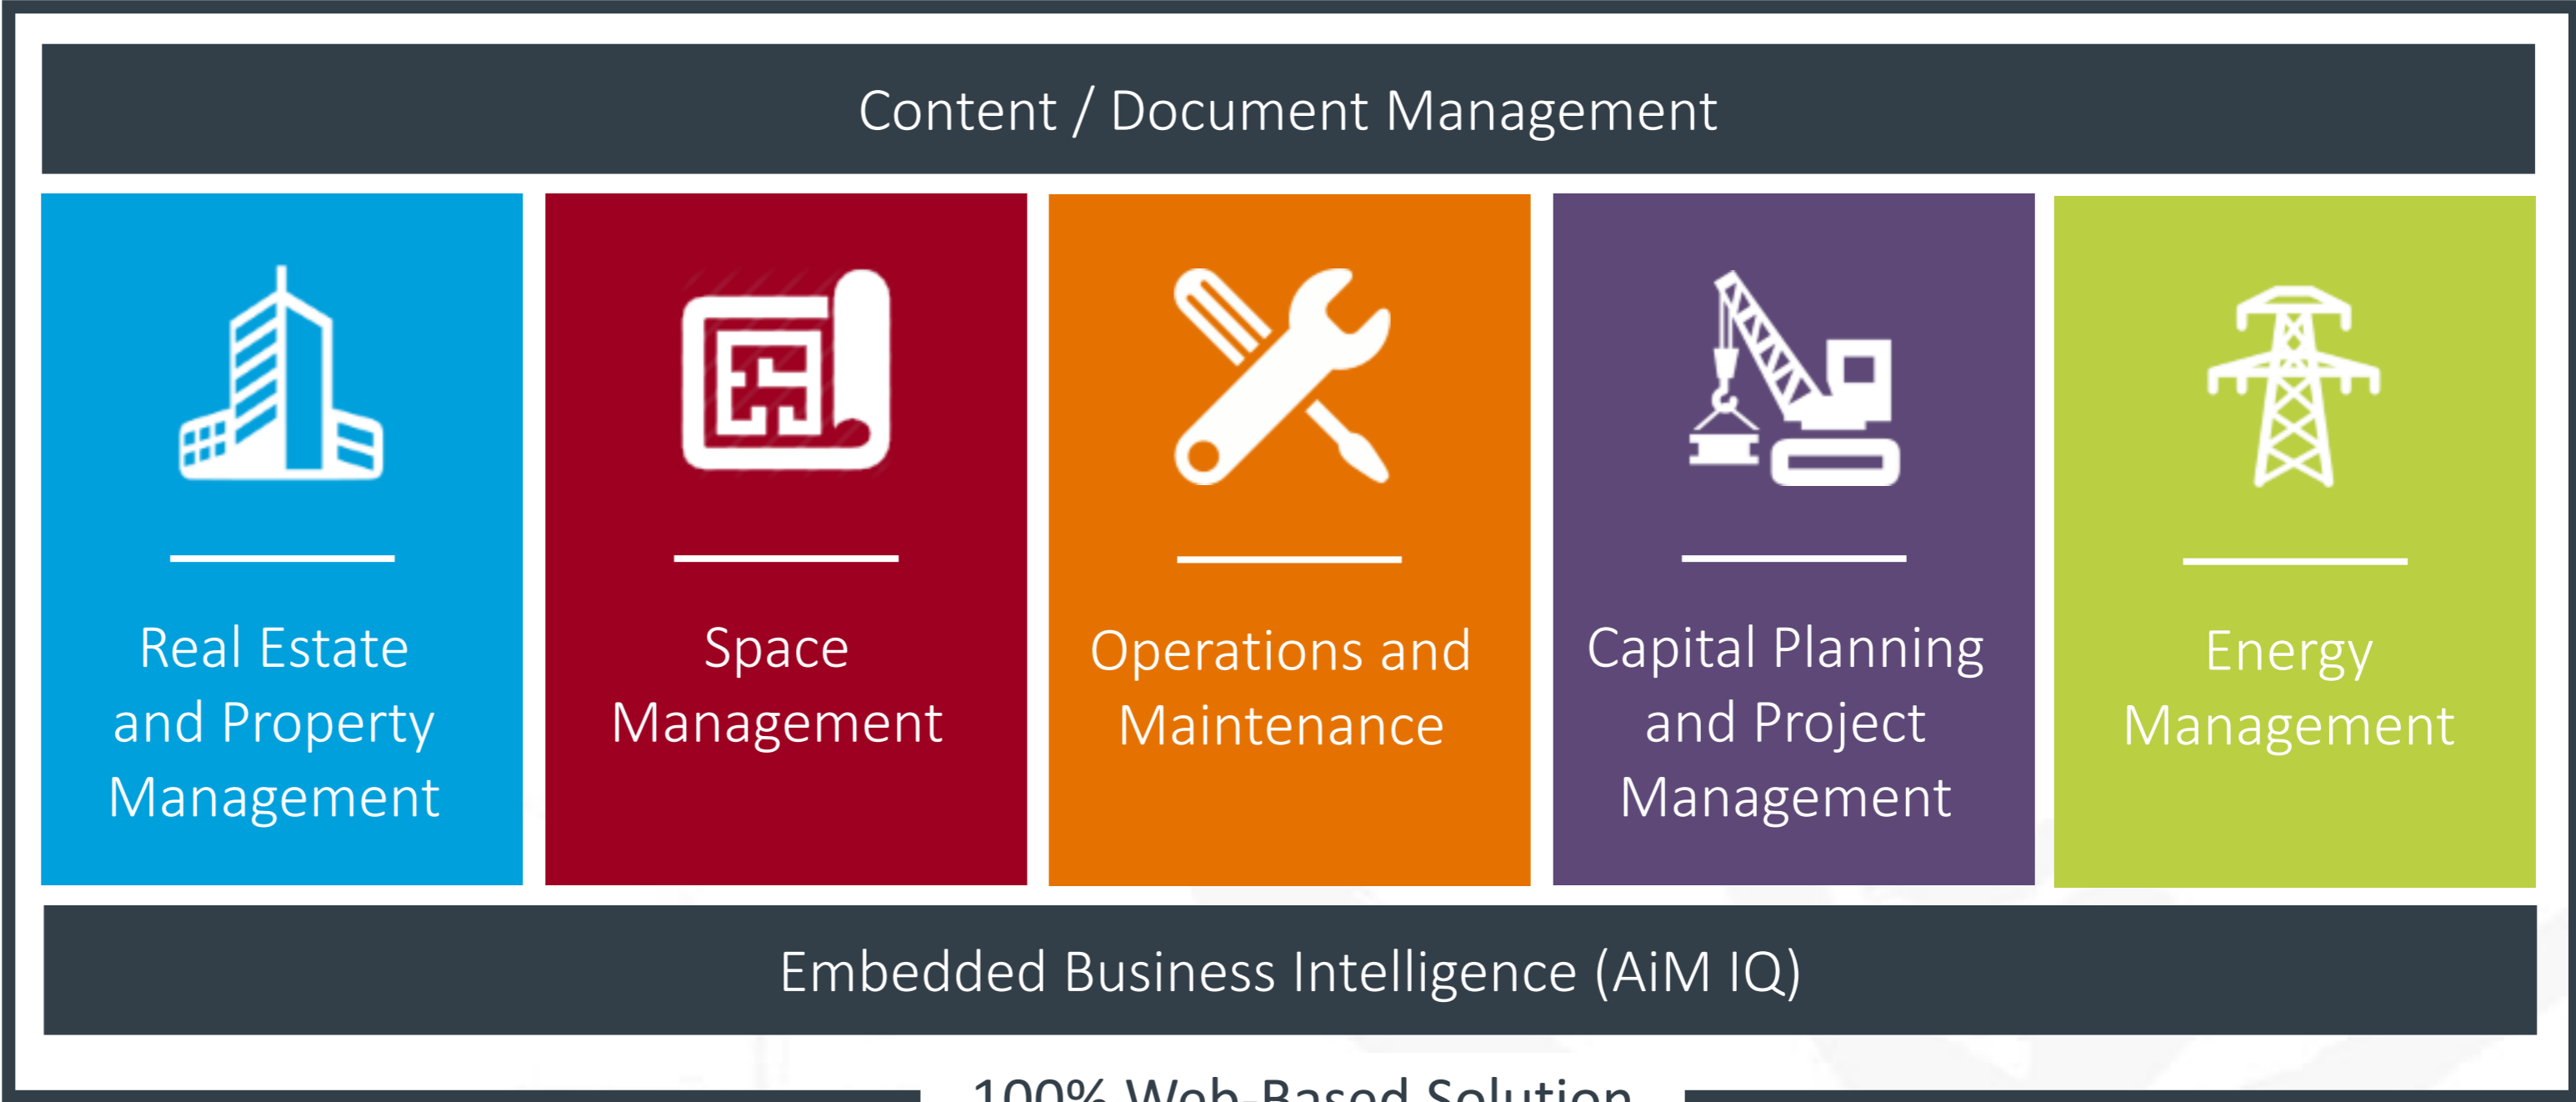 Content / Document Management
Real Estate
and Property
Management
Space
Management
Operations and
Maintenance
Capital Planning
and Project
Management
Energy
Management
Embedded Business Intelligence (AiM IQ)
100% Web-Based Solution